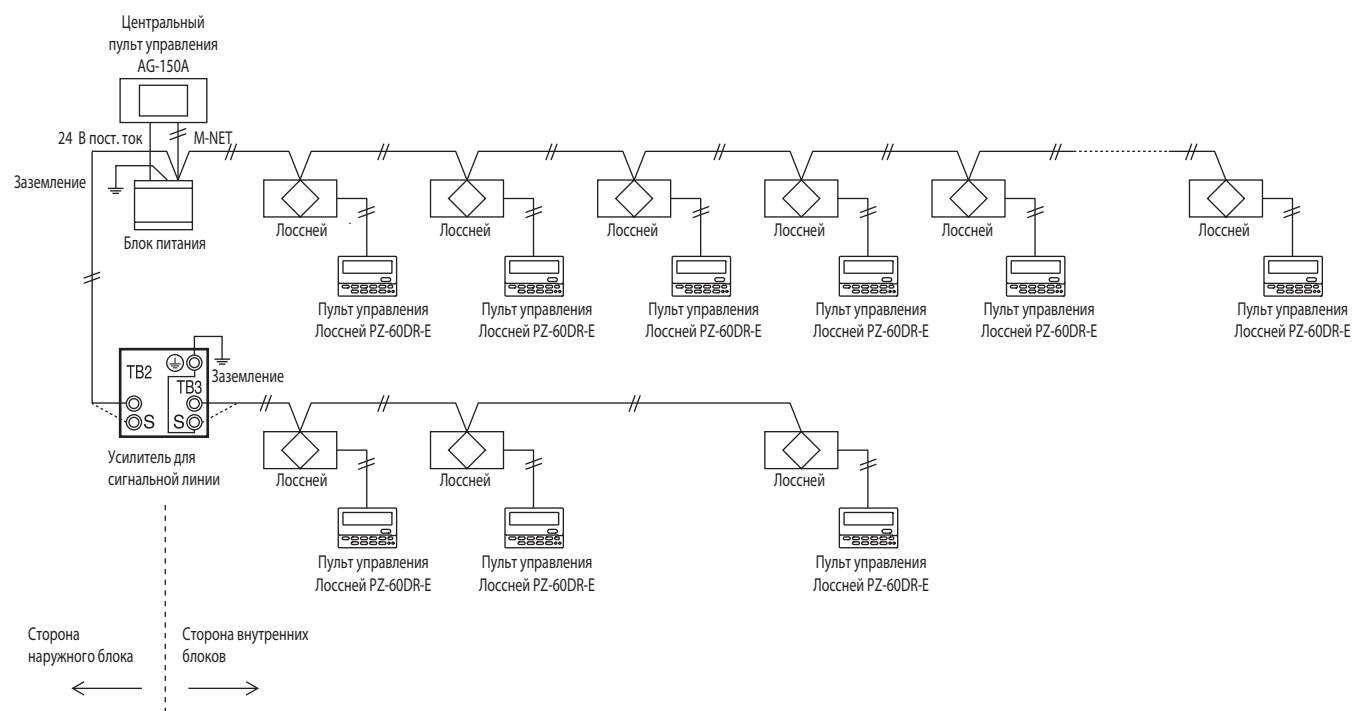 Центральный
пульт управления
AG-150A
24 В пост. ток
M-NET
Заземление
Блок питания
Лоссней
Лоссней
Лоссней
Лоссней
Лоссней
Лоссней
Пульт управления
Лоссней PZ-60DR-E
Пульт управления
Лоссней PZ-60DR-E
Пульт управления
Лоссней PZ-60DR-E
Пульт управления
Лоссней PZ-60DR-E
Пульт управления
Лоссней PZ-60DR-E
Пульт управления
Лоссней PZ-60DR-E
TB2
TB3
S
S
Заземление
Усилитель для
сигнальной линии
Лоссней
Лоссней
Лоссней
Пульт управления
Лоссней PZ-60DR-E
Пульт управления
Лоссней PZ-60DR-E
Пульт управления
Лоссней PZ-60DR-E
Сторона
наружного блока
Сторона внутренних
блоков